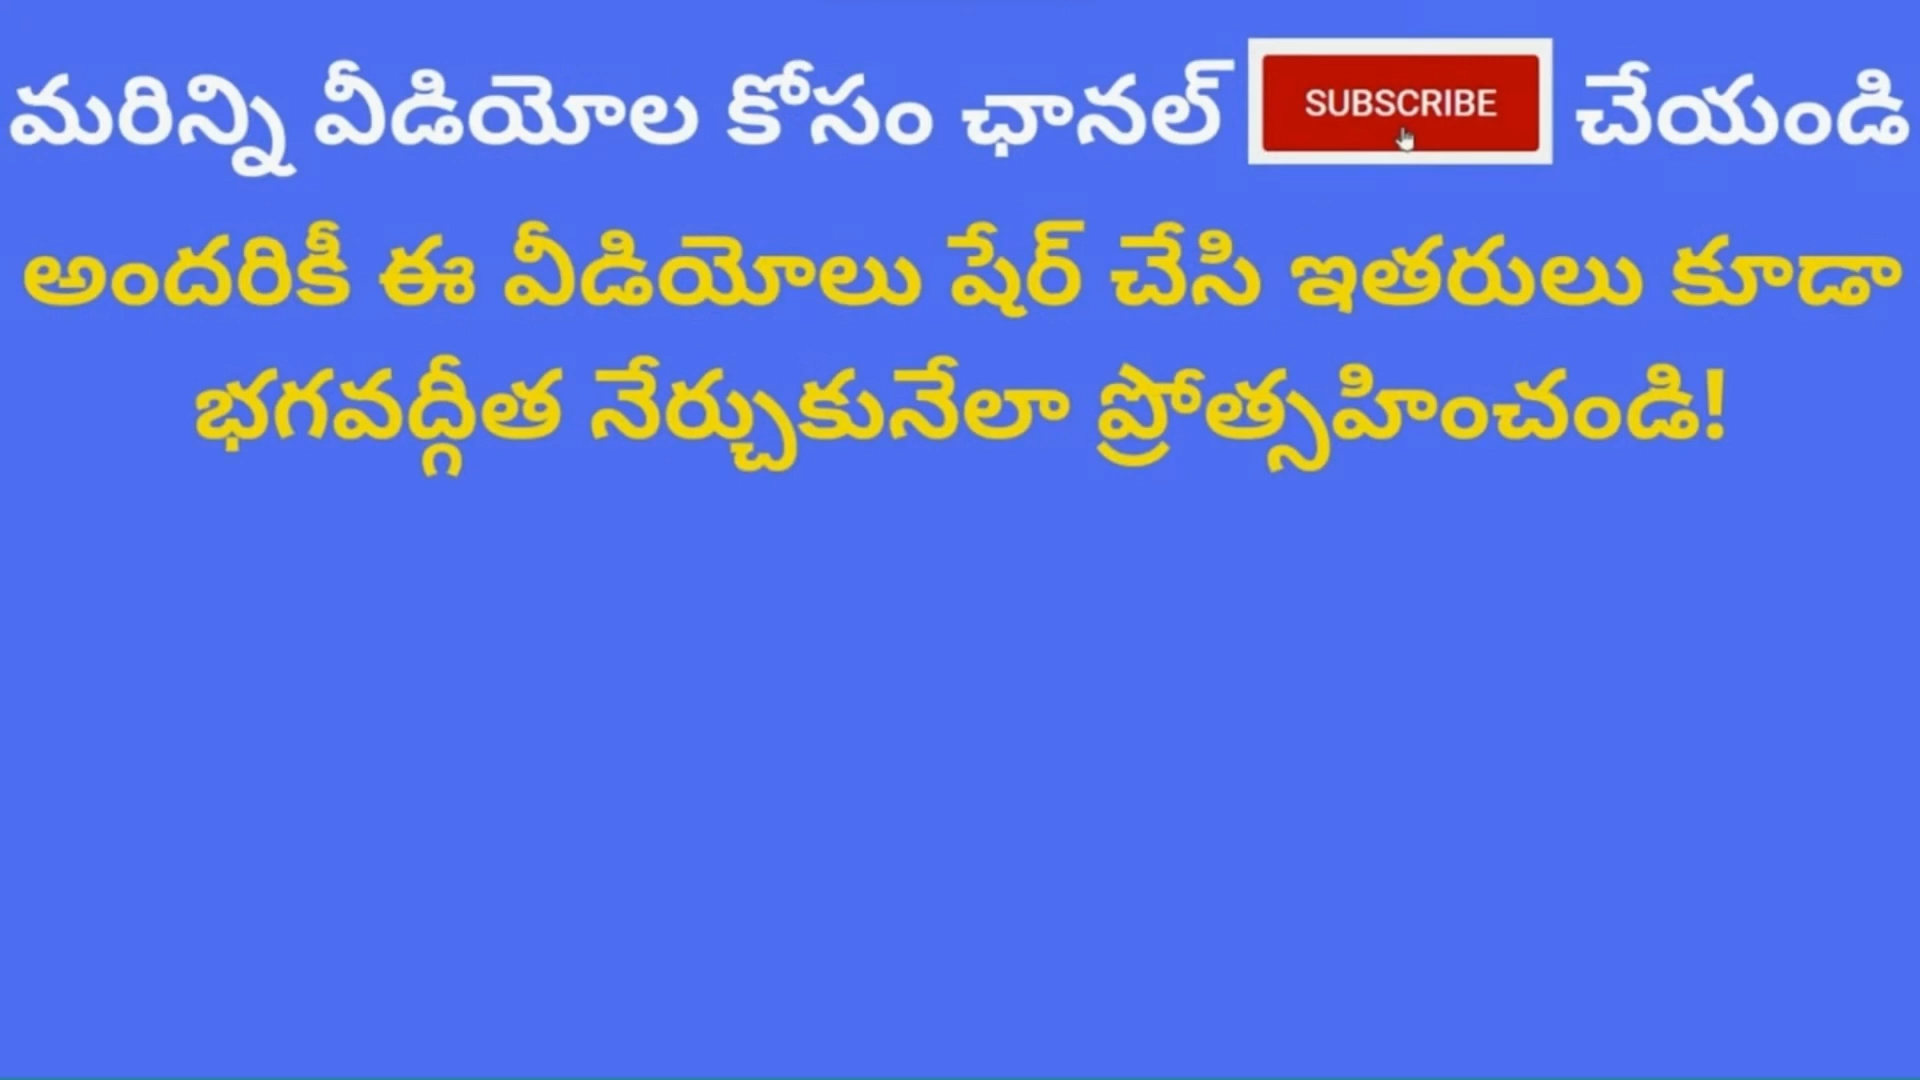 మరిన్ని వీడియోల కోసం ఛానల్ SUBSCRIBE చేయండి
అందరికీ ఈ వీడియోలు షేర్ చేసి ఇతరులు కూడా
భగవద్గీత నేర్చుకునేలా ప్రోత్సహించండి!